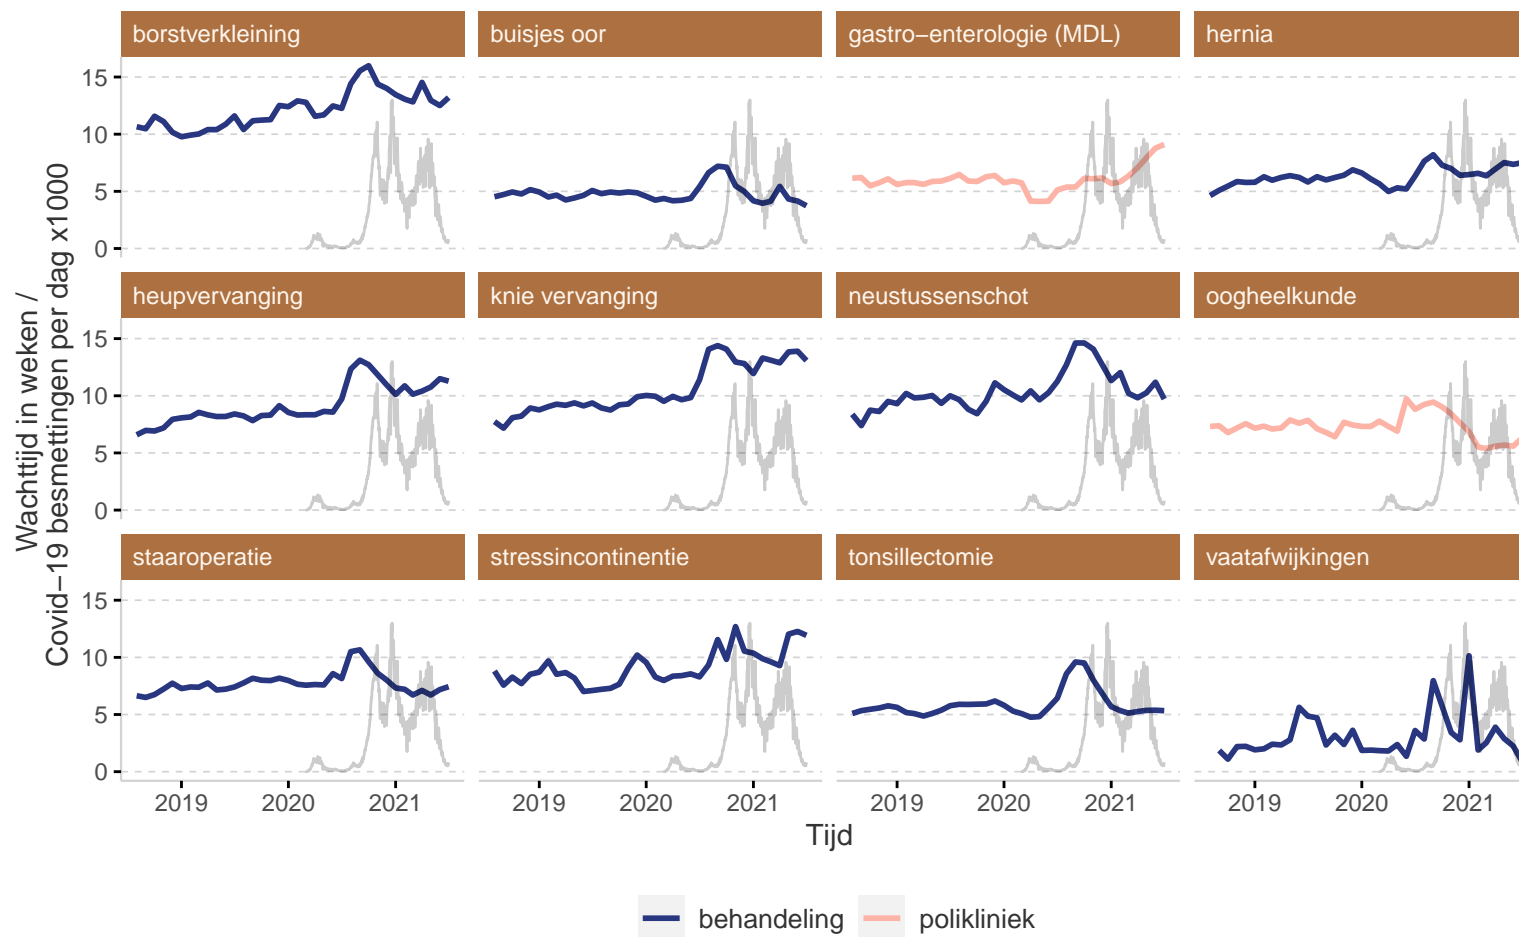 borstverkleining
buisjes oor
gastro−enterologie (MDL)
hernia
15
10
5
0
heupvervanging
knie vervanging
neustussenschot
oogheelkunde
15
10
5
0
Wachttijd in weken /
Covid−19 besmettingen per dag x1000
staaroperatie
stressincontinentie
tonsillectomie
vaatafwijkingen
15
10
5
0
2019 2020 2021
2019 2020 2021
2019 2020 2021
2019 2020 2021
Tijd
behandeling
polikliniek